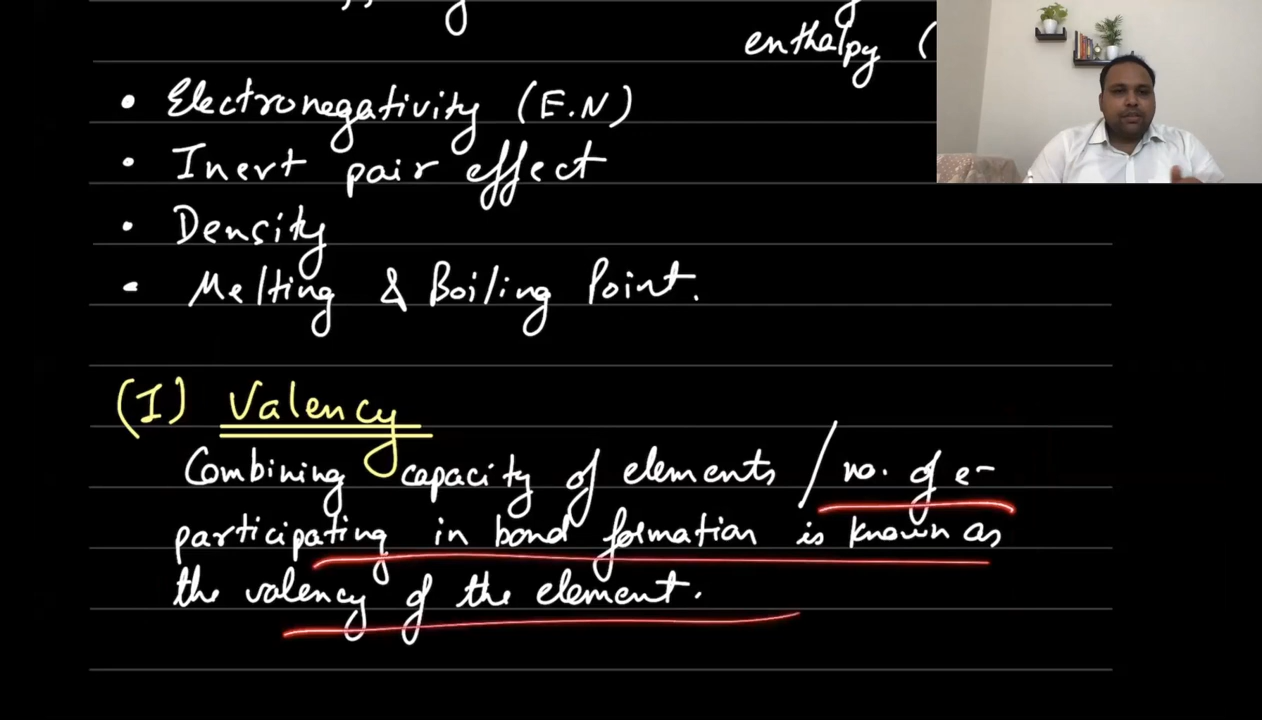 enthalpy (
• Electronegativity (E.N)
• Inert pair effect
• Density
• Melting & Boiling Point.
(I) Valency
Combining capacity of elements / no. of e-
participating in bond formation is known as
the valency of the element.